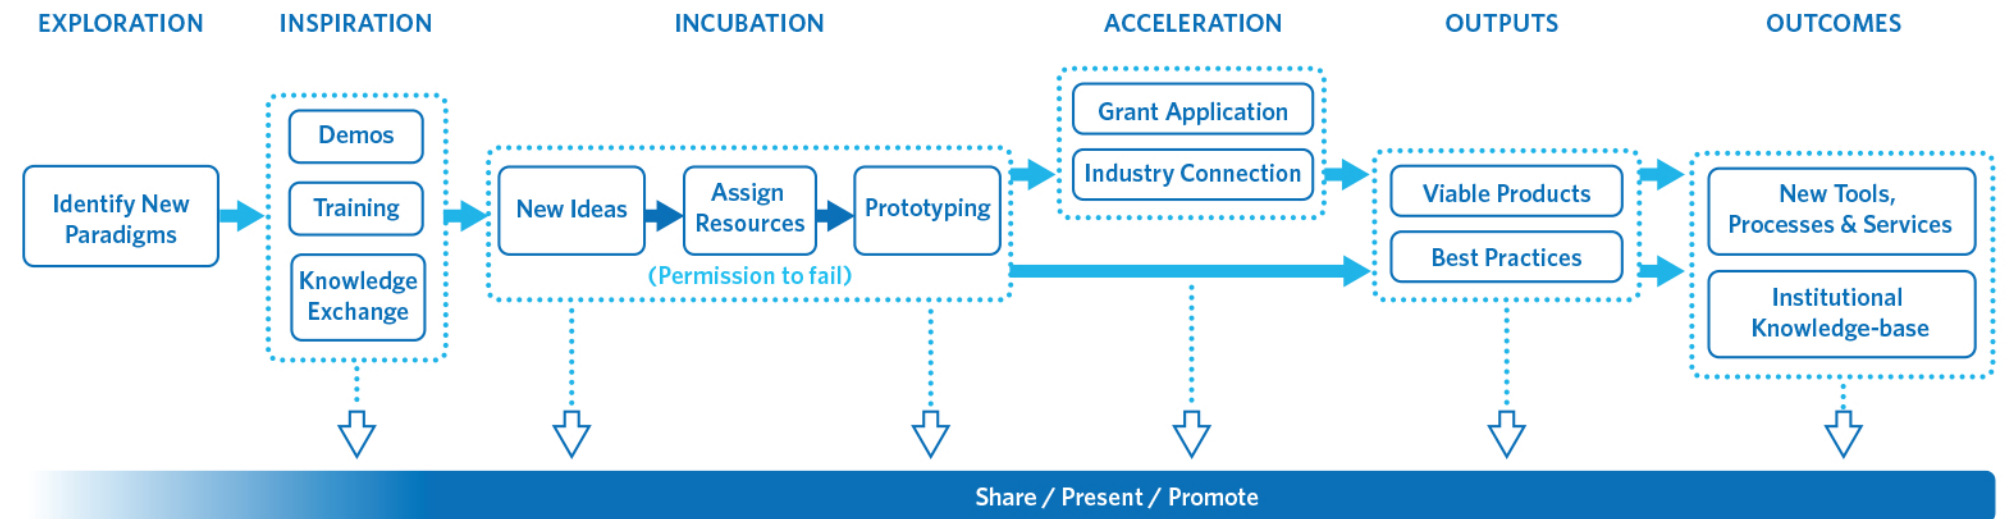 EXPLORATION
INSPIRATION
INCUBATION
ACCELERATION
OUTPUTS
OUTCOMES
Identify New
Paradigms
Demos
Training
Knowledge
Exchange
New Ideas
Assign
Resources
Prototyping
(Permission to fail)
Grant Application
Industry Connection
Viable Products
Best Practices
New Tools,
Processes & Services
Institutional
Knowledge-base
Share / Present / Promote